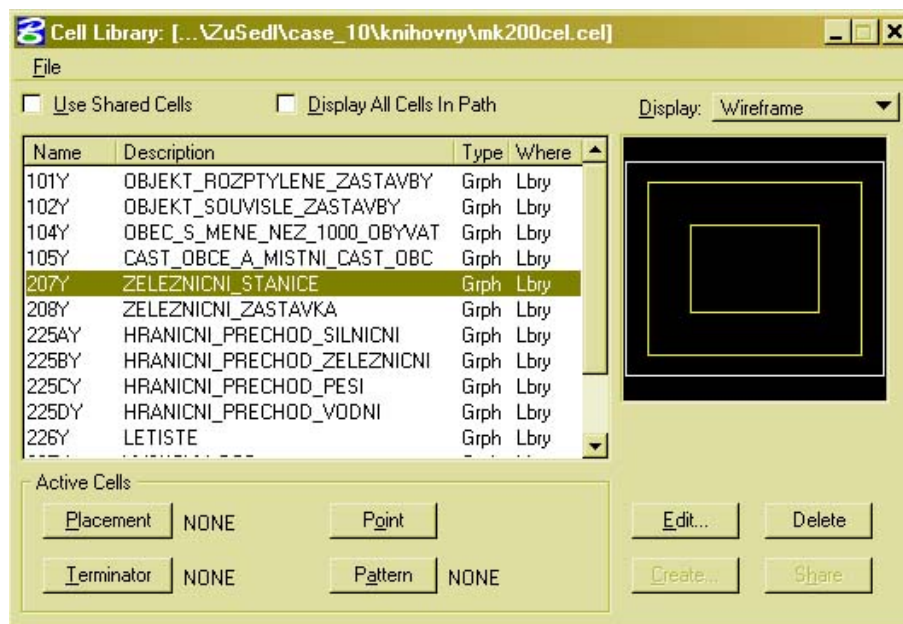 Cell Library: [...\ZuSedl\case_10\knihovny\mk200cel.cel]
File
Use Shared Cells Display All Cells In Path Display: Wireframe
Name Description Type Where
101Y OBJEKT_ROZPTYLENE_ZASTAVBY Grph Lbry
102Y OBJEKT_SOUVISLE_ZASTAVBY Grph Lbry
104Y OBEC_S_MENE_NEZ_1000_OBYVAT Grph Lbry
105Y CAST_OBCE_A_MISTNI_CAST_OBC Grph Lbry
207Y ZELEZNICNI_STANICE Grph Lbry
208Y ZELEZNICNI_ZASTAVKA Grph Lbry
225AY HRANICNI_PRECHOD_SILNICNI Grph Lbry
225BY HRANICNI_PRECHOD_ZELEZNICNI Grph Lbry
225CY HRANICNI_PRECHOD_PESI Grph Lbry
225DY HRANICNI_PRECHOD_VODNI Grph Lbry
226Y LETISTE Grph Lbry
Active Cells
Placement NONE Point Edit... Delete
Terminator NONE Pattern NONE Create... Share